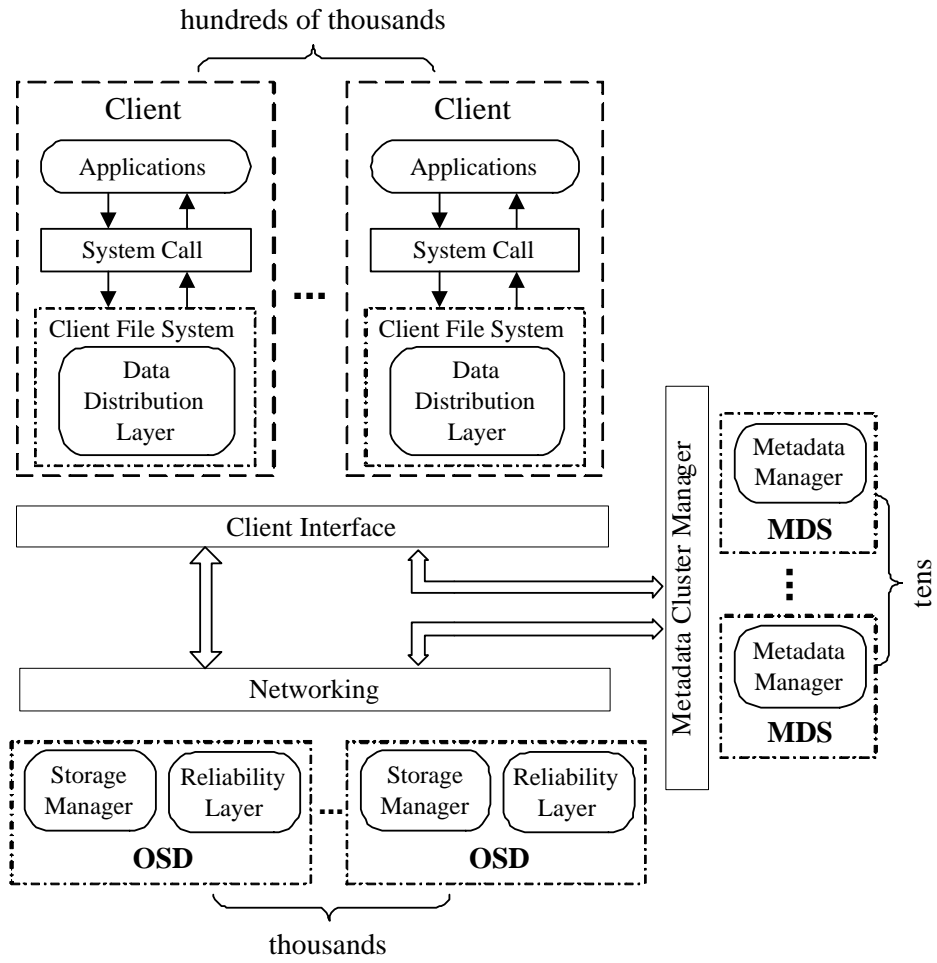 hundreds of thousands
Client
Applications
System Call
Client File System
Data
Distribution
Layer
...
Client
Applications
System Call
Client File System
Data
Distribution
Layer
Client Interface
Networking
Metadata Cluster Manager
Metadata
Manager
MDS
...
Metadata
Manager
MDS
tens
Storage
Manager
Reliability
Layer
OSD
...
Storage
Manager
Reliability
Layer
OSD
thousands